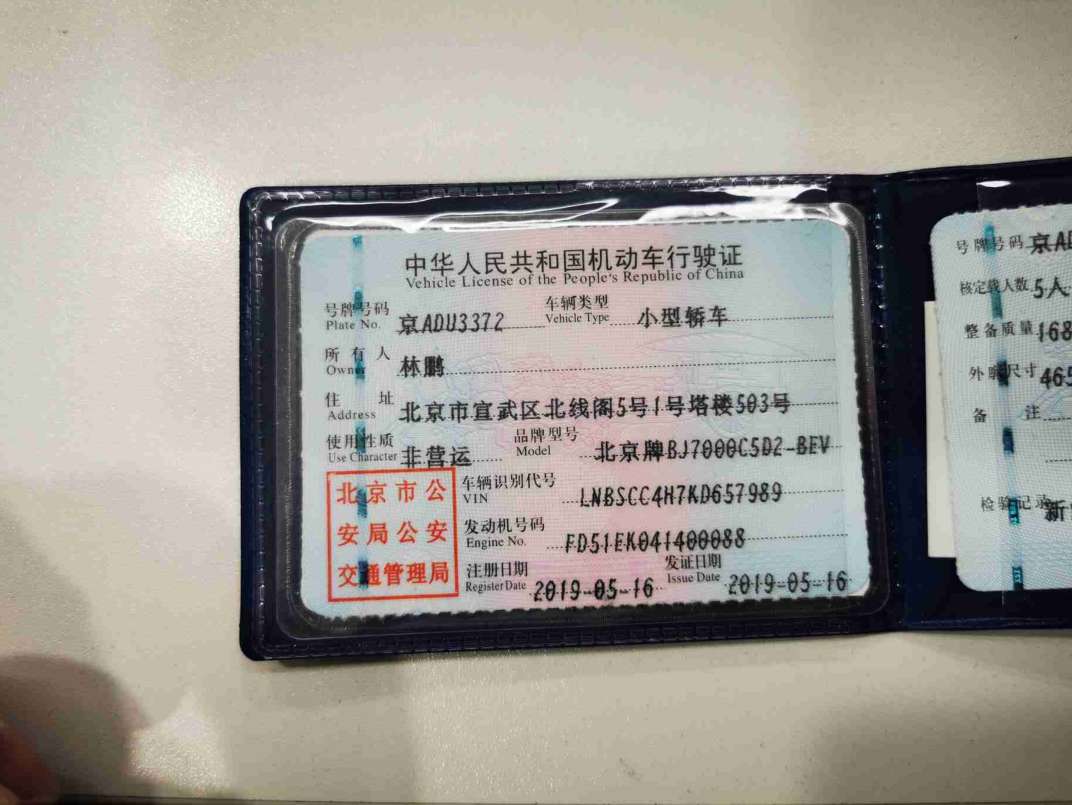 中华人民共和国机动车行驶证
Vehicle License of the People's Republic of China
号牌号码 京ADU3372 车辆类型 小型轿车
Plate No. Vehicle Type
所有人 林鹏
Owner
住址 北京市宣武区北线阁5号1号塔楼503号
Address
使用性质 非营运 品牌型号 北京牌BJ7000C5D2-BEV
Use Character Model
北京市公
安局公安
交通管理局
车辆识别代号 LNBSCC4H7KD657989
VIN
发动机号码 FD51EK041400088
Engine No.
注册日期 2019-05-16 发证日期 2019-05-16
Register Date Issue Date
号牌号码 京AD
核定载人数 5人
整备质量 168
外廓尺寸 465
备注
检验记录 新